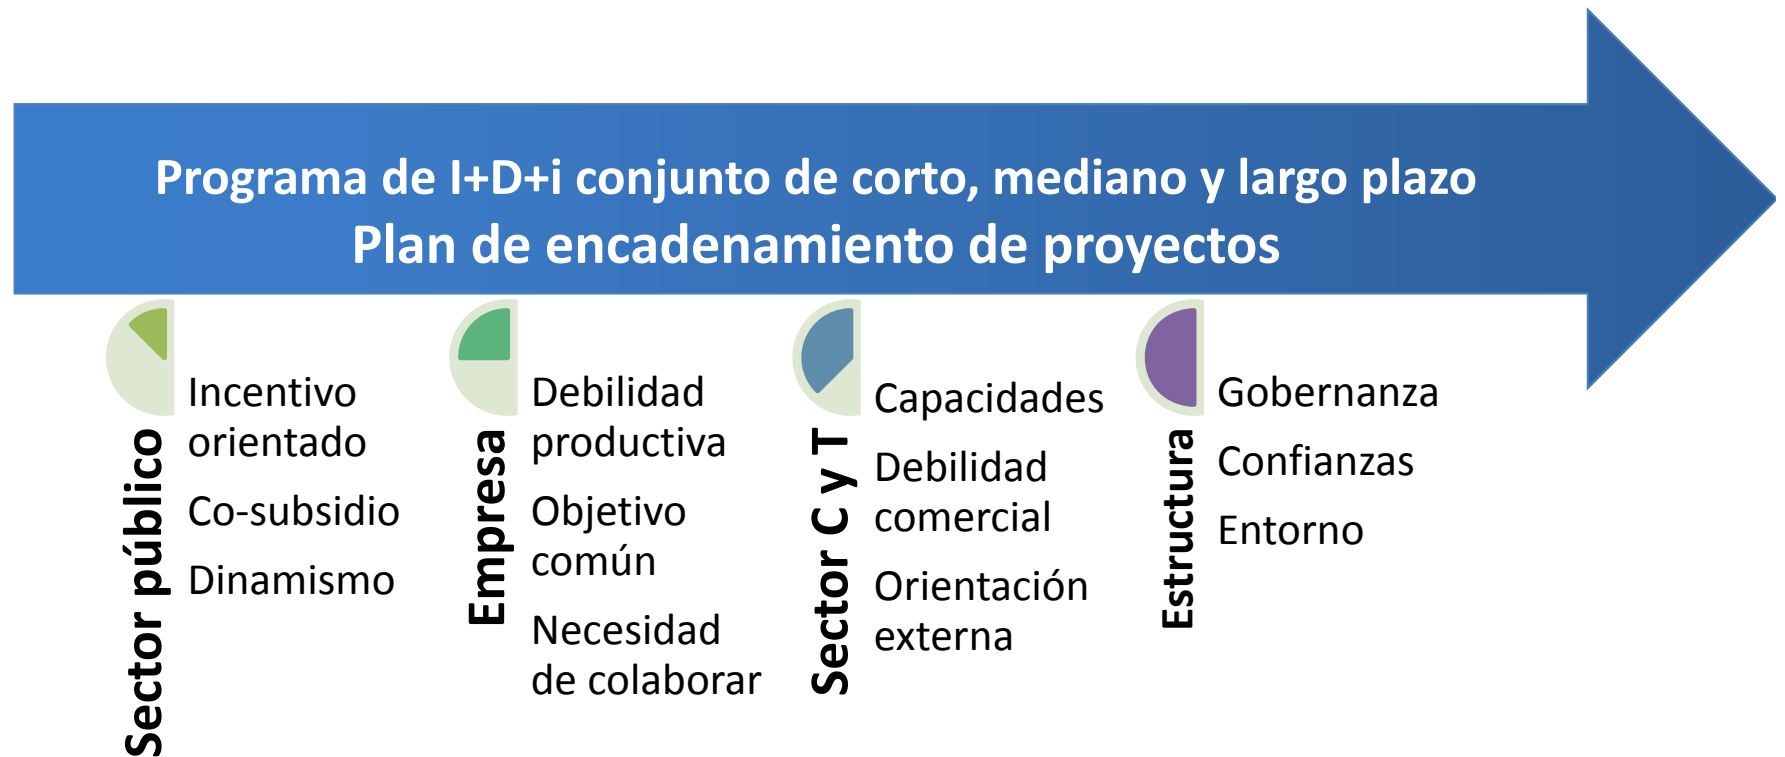 Programa de I+D+i conjunto de corto, mediano y largo plazo
Plan de encadenamiento de proyectos
Sector público
Incentivo
orientado
Co-subsidio
Dinamismo
Empresa
Debilidad
productiva
Objetivo
común
Necesidad
de colaborar
Sector C y T
Capacidades
Debilidad
comercial
Orientación
externa
Estructura
Gobernanza
Confianzas
Entorno